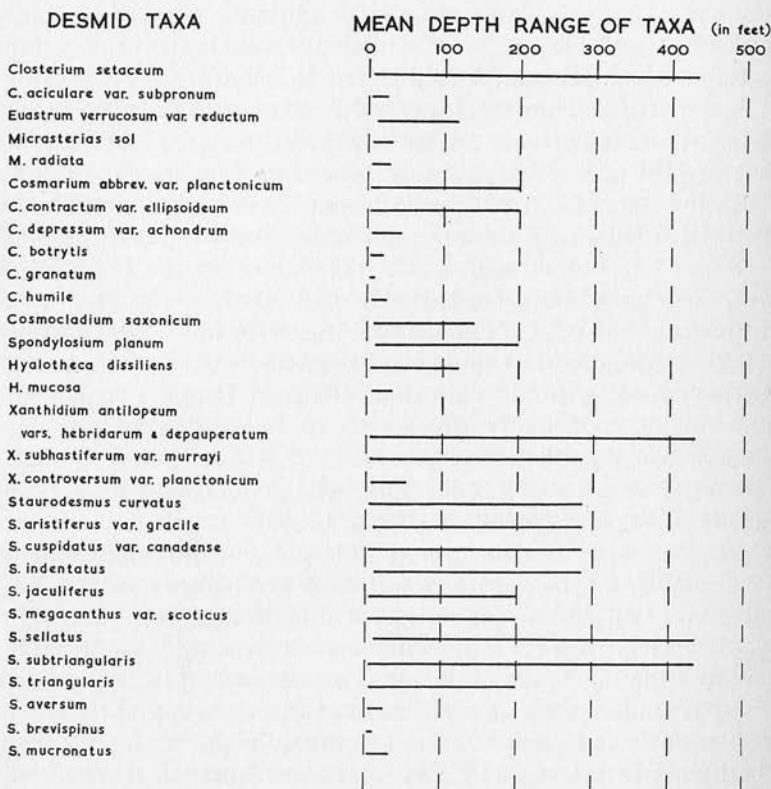 DESMID TAXA
MEAN DEPTH RANGE OF TAXA (in feet)
0 100 200 300 400 500
Closterium setaceum
C. aciculare var. subpronum
Euastrum verrucosum var. reductum
Micrasterias sol
M. radiata
Cosmarium abbrev. var. planctonicum
C. contractum var. ellipsoideum
C. depressum var. achondrum
C. botrytis
C. granatum
C. humile
Cosmocladium saxonicum
Spondylosium planum
Hyalotheca dissiliens
H. mucosa
Xanthidium antilopeum
vars. hebridarum & depauperatum
X. subhastiferum var. murrayi
X. controversum var. planctonicum
Staurodesmus curvatus
S. aristiferus var. gracile
S. cuspidatus var. canadense
S. indentatus
S. jaculiferus
S. megacanthus var. scoticus
S. sellatus
S. subtriangularis
S. triangularis
S. aversum
S. brevispinus
S. mucronatus